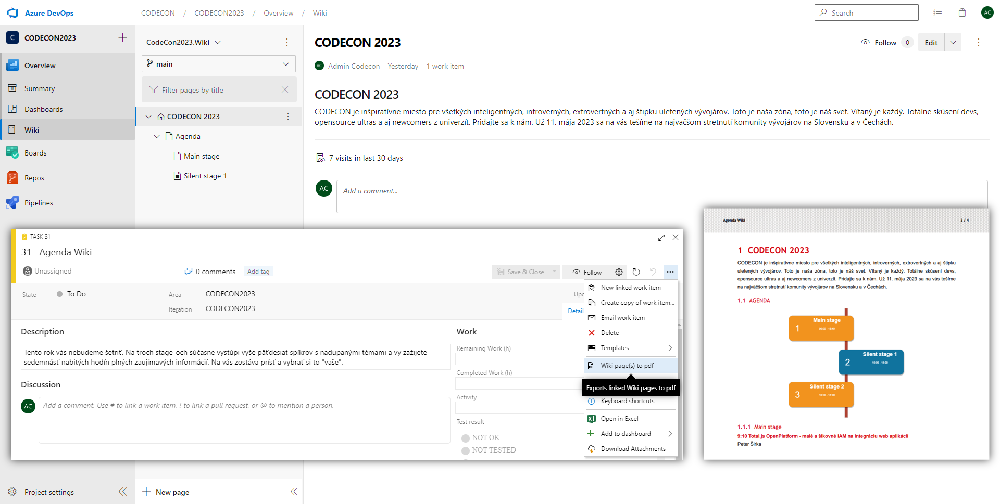 Azure DevOps
CODECON / CODECON2023 / Overview / Wiki
Search
AC
C CODECON2023
Overview
Summary
Dashboards
Wiki
Boards
Repos
Pipelines
Project settings
CodeCon2023.Wiki
main
Filter pages by title
CODECON 2023
Agenda
Main stage
Silent stage 1
New page
CODECON 2023
Follow 0
Edit
AC Admin Codecon Yesterday 1 work item
CODECON 2023
CODECON je inšpiratívne miesto pre všetkých inteligentných, introverných, extrovertných a aj štipku uletených vývojárov. Toto je naša zóna, toto je náš svet. Vítaný je každý. Totálne skúsení devs,
opensource ultras a aj newcomers z univerzít. Pridajte sa k nám. Už 11. mája 2023 sa na vás tešíme na najväčšom stretnutí komunity vývojárov na Slovensku a v Čechách.
7 visits in last 30 days
AC
Add a comment...
TASK 31
31 Agenda Wiki
Unassigned
0 comments
Add tag
Save & Close
Follow
State To Do
Area CODECON2023
Iteration CODECON2023
Upd
Detail
Description
Tento rok vás nebudeme šetriť. Na troch stage-och súčasne vystúpi vyše päťdesiat spíkrov s nadupanými témami a vy zažijete
sedemnásť nabitých hodín plných zaujímavých informácií. Na vás zostáva prísť a vybrať si to "vaše".
Discussion
AC
Add a comment. Use # to link a work item, ! to link a pull request, or @ to mention a person.
Work
Remaining Work (h)
Completed Work (h)
Activity
Test result
NOT OK
NOT TESTED
New linked work item
Create copy of work item...
Email work item
Delete
Templates
PDF Wiki page(s) to pdf
Exports linked Wiki pages to pdf
Keyboard shortcuts
Open in Excel
Add to dashboard
Download Attachments
Agenda Wiki 3 / 4
1 CODECON 2023
CODECON je inšpiratívne miesto pre všetkých inteligentných, introverných, extrovertných a aj štipku
uletených vývojárov. Toto je naša zóna, toto je náš svet. Vítaný je každý. Totálne skúsení devs,
opensource ultras a aj newcomers z univerzít. Pridajte sa k nám. Už 11. mája 2023 sa na vás tešíme
na najväčšom stretnutí komunity vývojárov na Slovensku a v Čechách.
1.1 AGENDA
1 Main stage
2 Silent stage 1
10:00 - 18:00
3 Silent stage 2
10:00 - 18:00
1.1.1 Main stage
9:10 Total.js OpenPlatform - malé a šikovné IAM na integráciu web aplikácií
Peter Širka